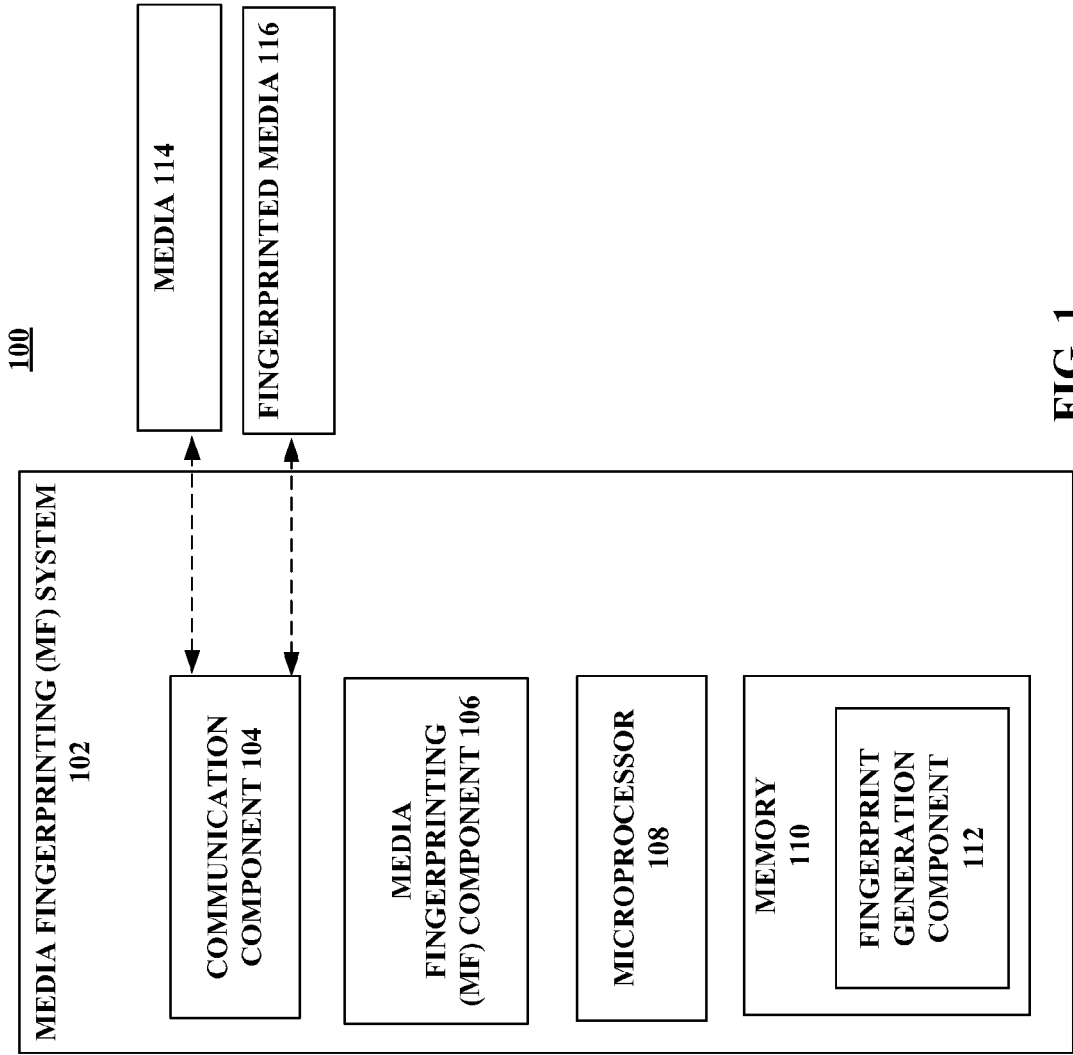 100
MEDIA FINGERPRINTING (MF) SYSTEM
102
COMMUNICATION
COMPONENT 104
MEDIA
FINGERPRINTING
(MF) COMPONENT 106
MICROPROCESSOR
108
MEMORY
110
FINGERPRINT
GENERATION
COMPONENT
112
MEDIA 114
FINGERPRINTED MEDIA 116
FIG. 1